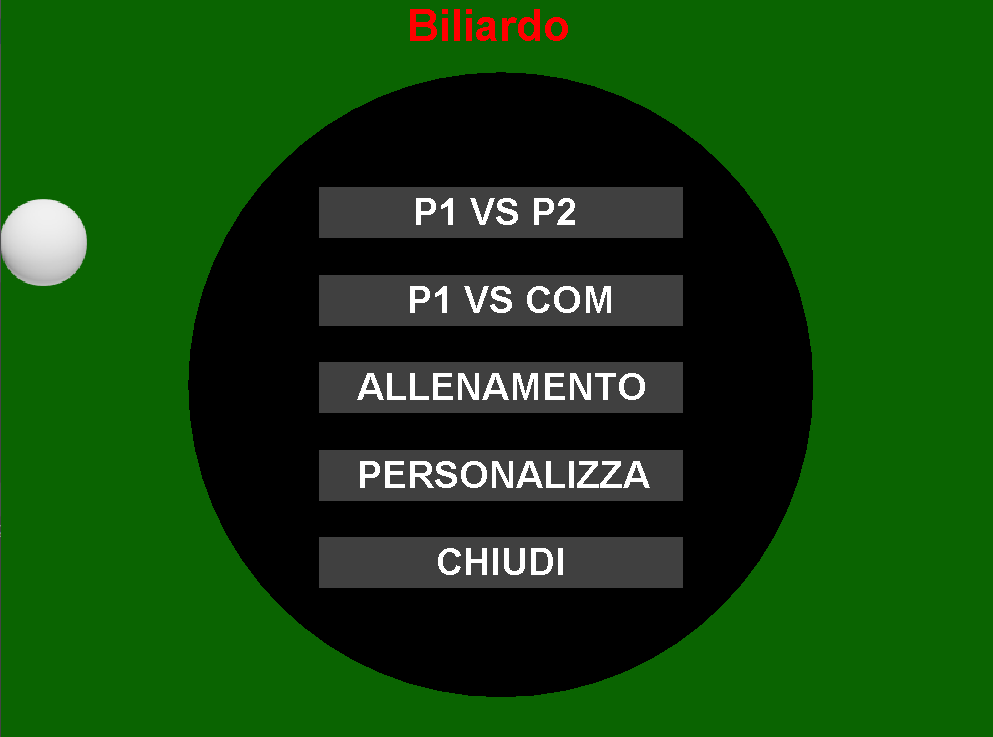 Biliardo
P1 VS P2
P1 VS COM
ALLENAMENTO
PERSONALIZZA
CHIUDI